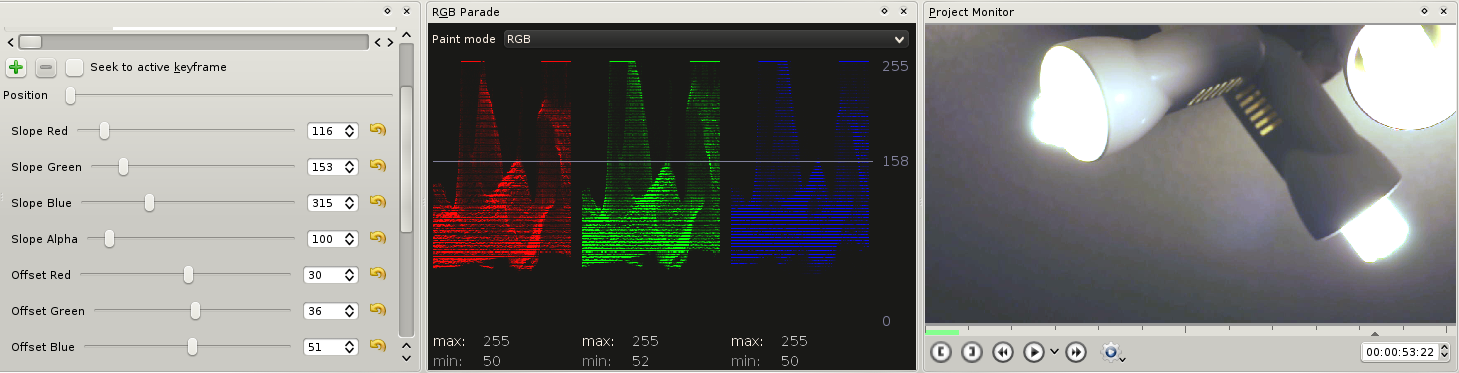 Seek to active keyframe
Position
Slope Red 116
Slope Green 153
Slope Blue 315
Slope Alpha 100
Offset Red 30
Offset Green 36
Offset Blue 51
RGB Parade
Paint mode RGB
255
158
0
max: 255 max: 255 max: 255
min: 50 min: 52 min: 50
Project Monitor
00:00:53:22